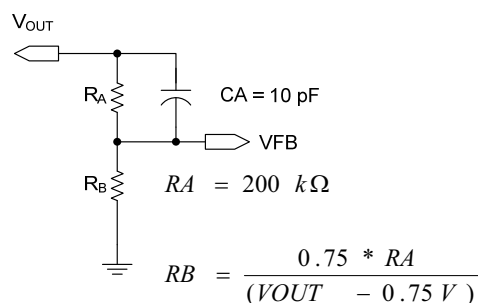 VOUT
RA
CA = 10 pF
VFB
RB
RA = 200 kΩ
RB = 0.75 * RA / (VOUT - 0.75 V)